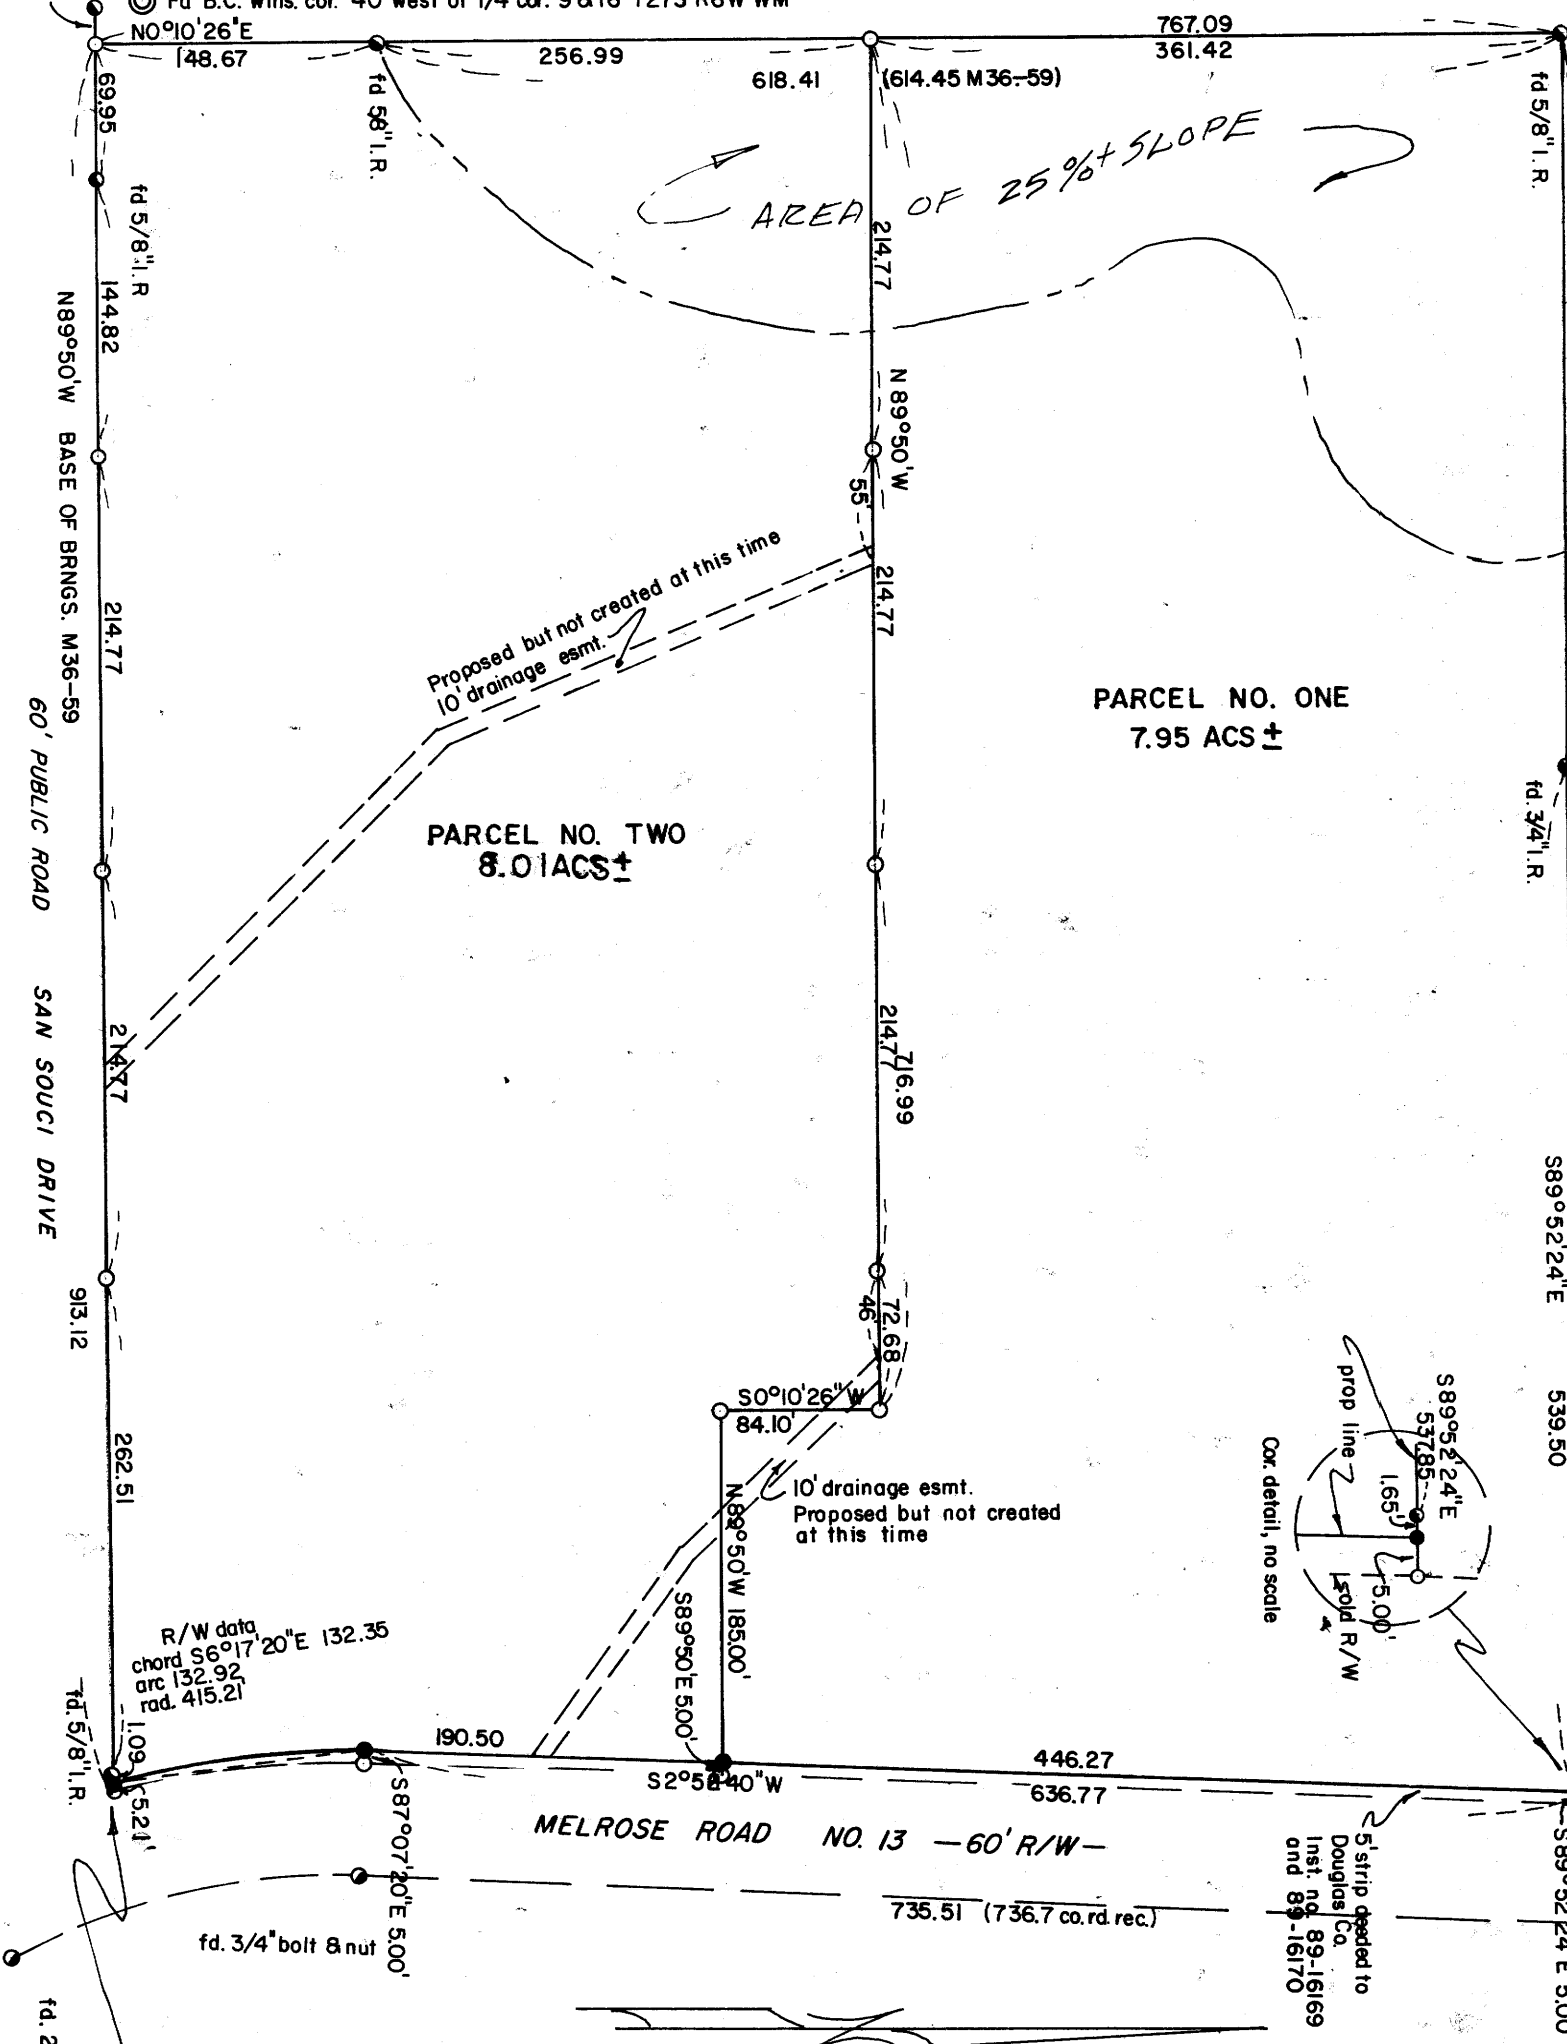 Fd B.C. Wins. cor. 40' West of 1/4 cor. 9 & 16 T27S R6W WM
N0°10'26"E
148.67
256.99
618.41
(614.45 M36-59)
767.09
361.42
69.95
fd 5/8" I.R
fd 5/8" I.R.
fd 5/8" I.R.
AREA OF 25%+ SLOPE
144.82
N89°50'W BASE OF BRNGS. M36-59
214.77
N 89°50'W
55'
214.77
Proposed but not created at this time
10' drainage esmt.
214.77
60' PUBLIC ROAD SAN SOUCI DRIVE
PARCEL NO. ONE
7.95 ACS ±
fd. 3/4" I.R.
PARCEL NO. TWO
8.01 ACS ±
214.77
214.77
716.99
913.12
262.51
46'
72.68
S0°10'26"W
84.10'
S89°52'24"E
539.50
N89°50'W 185.00'
10' drainage esmt.
Proposed but not created
at this time
S89°52'24"E
537.85
prop line
1.65'
5.00'
sold R/W
Cor. detail, no scale
S89°50'E 5.00'
R/W data
chord S6°17'20"E 132.35
arc 132.92
rad. 415.21'
fd. 5/8" I.R.
1.09
5.21'
190.50
446.27
636.77
S87°07'20"E 5.00'
MELROSE ROAD NO. 13 —60' R/W—
735.51 (736.7 co. rd. rec.)
5' strip deeded to
Douglas Co.
Inst. no. 89-16169
and 89-16170
fd. 3/4" bolt & nut